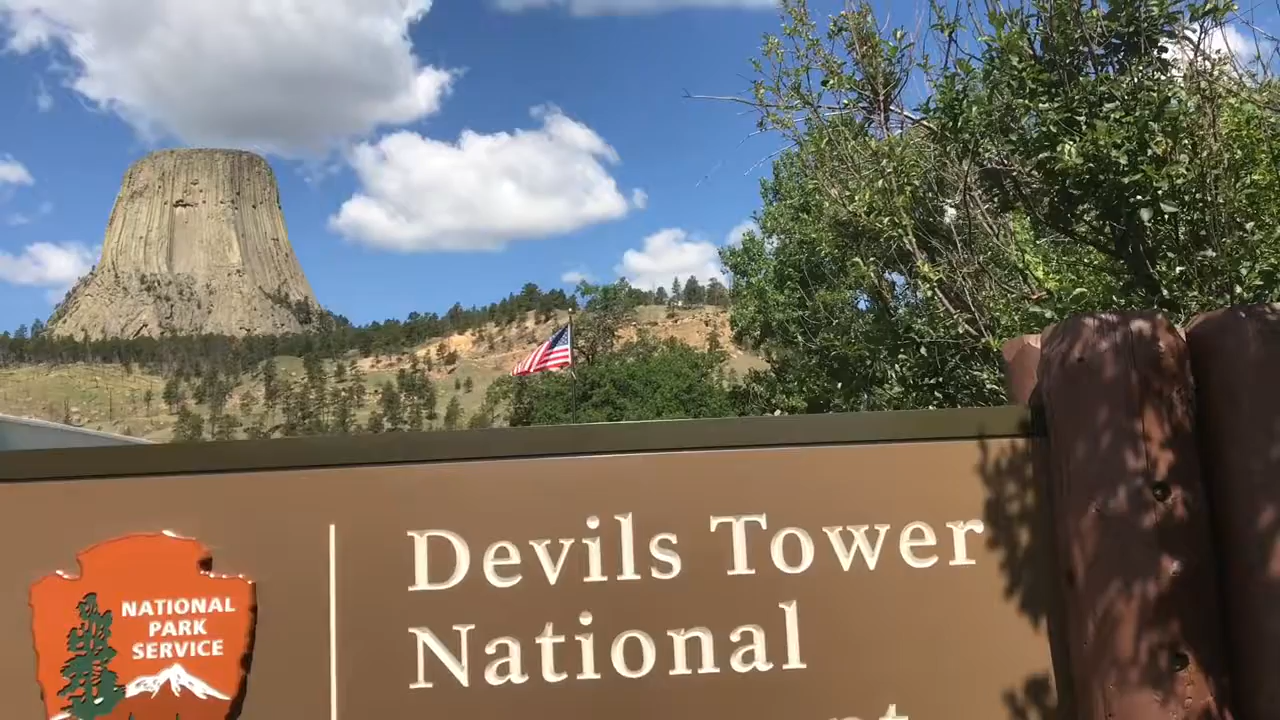 Devils Tower
National
NATIONAL
PARK
SERVICE